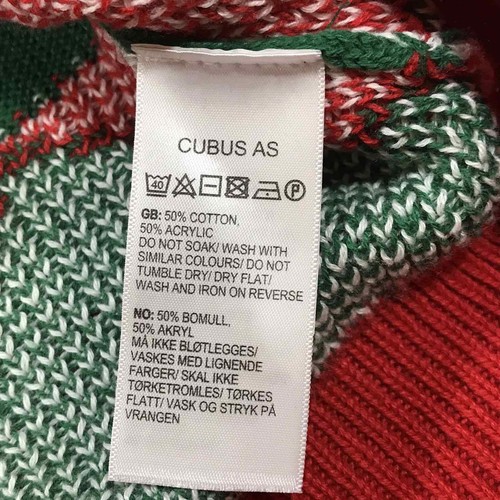 CUBUS AS
40 P
GB: 50% COTTON,
50% ACRYLIC
DO NOT SOAK/ WASH WITH
SIMILAR COLOURS/ DO NOT
TUMBLE DRY/ DRY FLAT/
WASH AND IRON ON REVERSE
NO: 50% BOMULL,
50% AKRYL
MÅ IKKE BLØTLEGGES/
VASKES MED LIGNENDE
FARGER/ SKAL IKKE
TØRKETROMLES/ TØRKES
FLATT/ VASK OG STRYK PÅ
VRANGEN